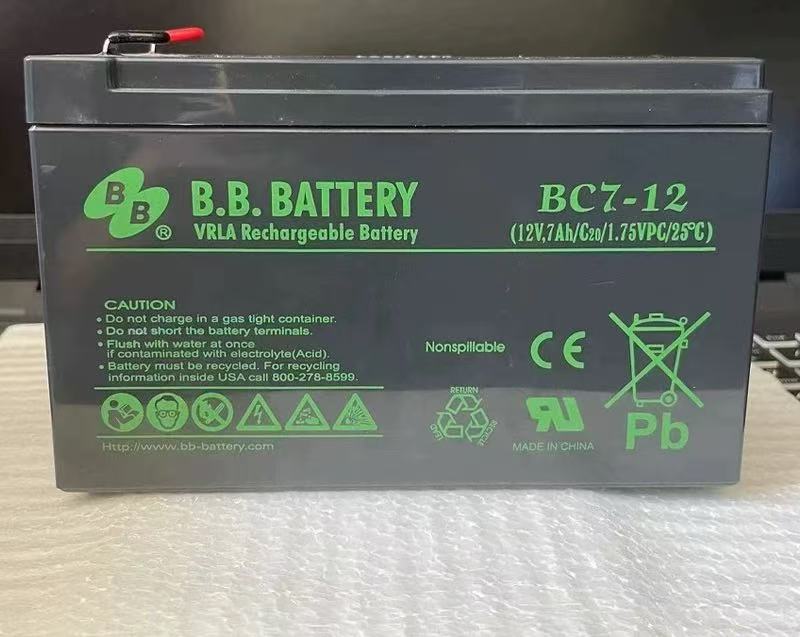 BB
®
B.B. BATTERY
VRLA Rechargeable Battery
BC7-12
(12V,7Ah/C20/1.75VPC/25°C)
CAUTION
• Do not charge in a gas tight container.
• Do not short the battery terminals.
• Flush with water at once
if contaminated with electrolyte(Acid).
• Battery must be recycled. For recycling
information inside USA call 800-278-8599.
Http://www.bb-battery.com
Nonspillable
CE
RETURN
LEAD
RECYCLE
RU
MADE IN CHINA
Pb